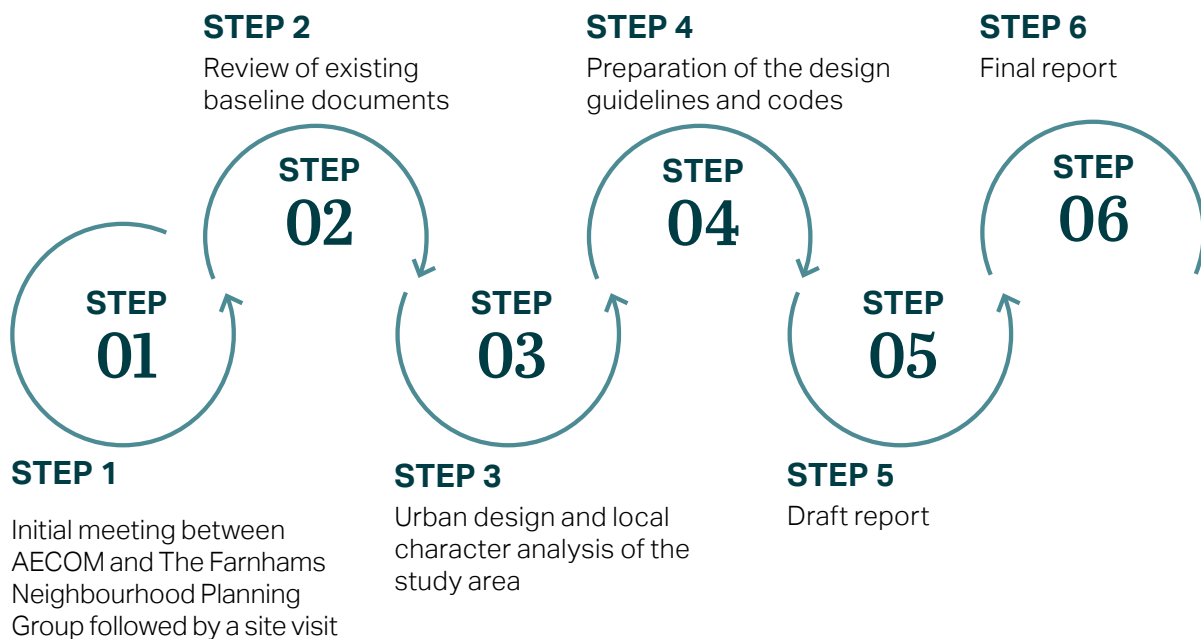 STEP 2
Review of existing
baseline documents
STEP 4
Preparation of the design
guidelines and codes
STEP 6
Final report
STEP
01
STEP
02
STEP
03
STEP
04
STEP
05
STEP
06
STEP 1
Initial meeting between
AECOM and The Farnhams
Neighbourhood Planning
Group followed by a site visit
STEP 3
Urban design and local
character analysis of the
study area
STEP 5
Draft report